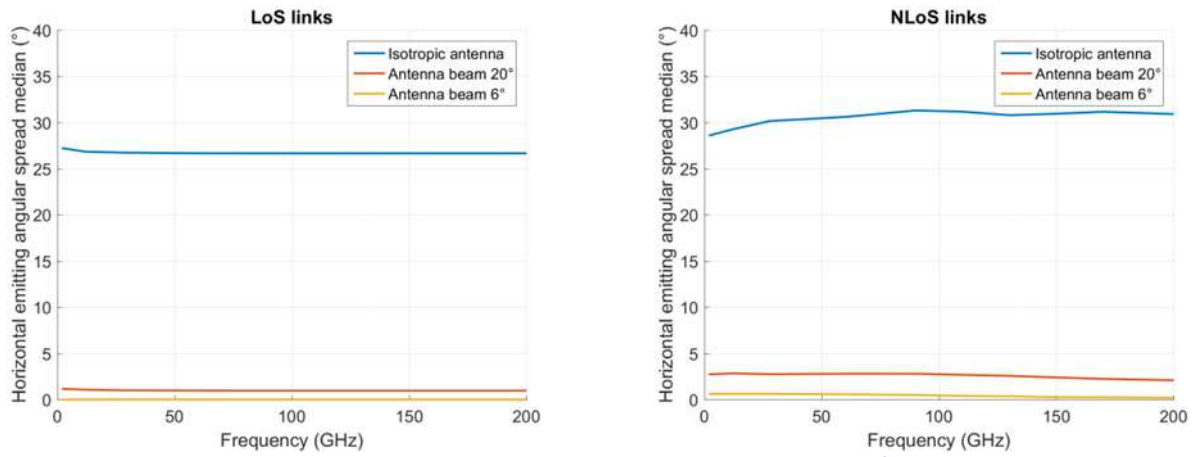 LoS links
Horizontal emitting angular spread median (°)
40
35
30
25
20
15
10
5
0
Isotropic antenna
Antenna beam 20°
Antenna beam 6°
0 50 100 150 200
Frequency (GHz)
NLoS links
Horizontal emitting angular spread median (°)
40
35
30
25
20
15
10
5
0
Isotropic antenna
Antenna beam 20°
Antenna beam 6°
0 50 100 150 200
Frequency (GHz)